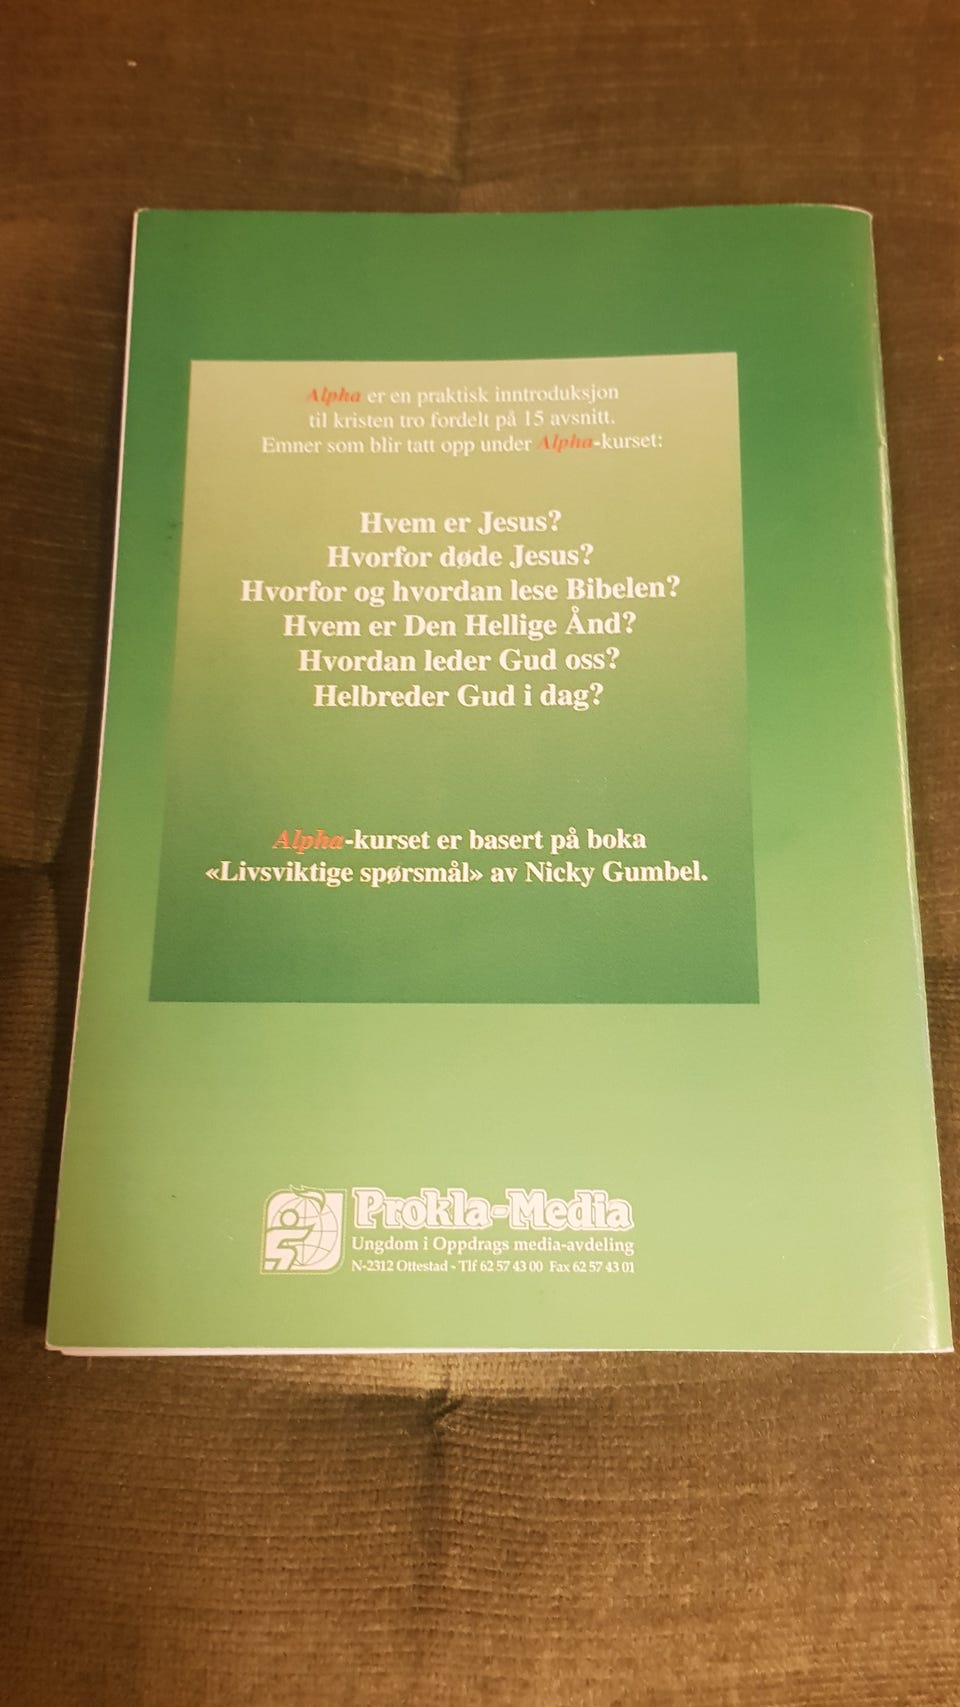 Alpha er en praktisk inntroduksjon
til kristen tro fordelt på 15 avsnitt.
Emner som blir tatt opp under Alpha-kurset:
Hvem er Jesus?
Hvorfor døde Jesus?
Hvorfor og hvordan lese Bibelen?
Hvem er Den Hellige Ånd?
Hvordan leder Gud oss?
Helbreder Gud i dag?
Alpha-kurset er basert på boka
«Livsviktige spørsmål» av Nicky Gumbel.
Prokla-Media
Ungdom i Oppdrags media-avdeling
N-2312 Ottestad - Tlf 62 57 43 00 Fax 62 57 43 01